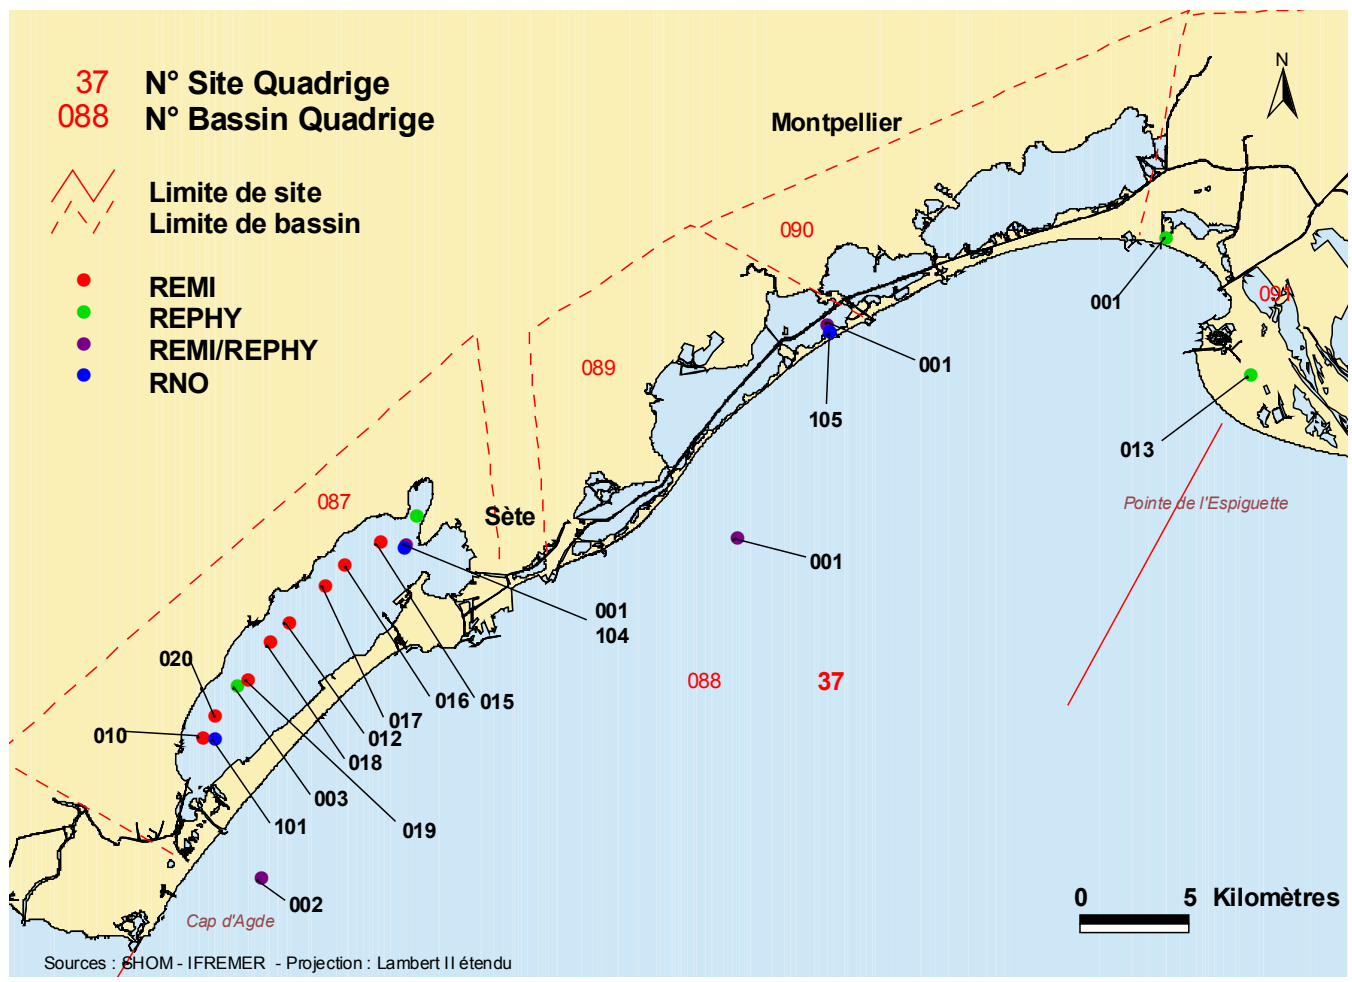 37 N° Site Quadrige
088 N° Bassin Quadrige
Limite de site
Limite de bassin
REMI
REPHY
REMI/REPHY
RNO
N
Montpellier
090
001
091
089
001
105
013
087
Sète
Pointe de l'Espiguette
001
001
104
020
088
37
016
015
017
010
012
018
003
101
019
002
Cap d'Agde
0 5 Kilomètres
Sources : SHOM - IFREMER - Projection : Lambert II étendu